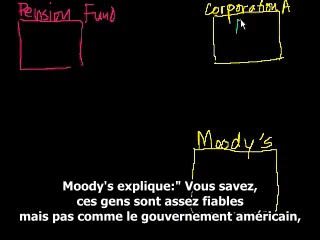 Pension Fund
Corporation A
Moody's
Moody's explique:" Vous savez,
ces gens sont assez fiables
mais pas comme le gouvernement américain,